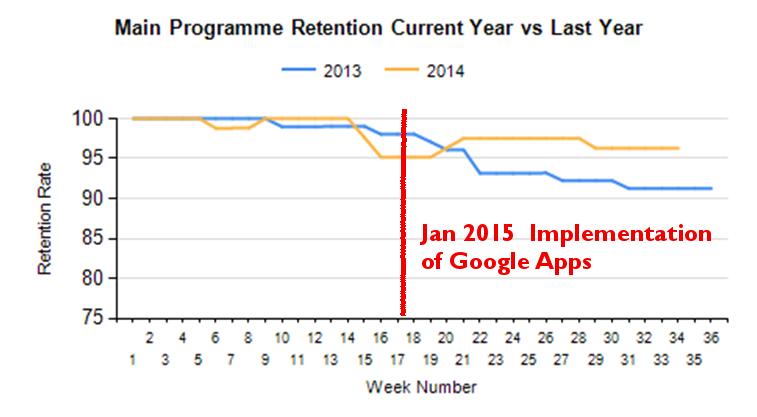 Main Programme Retention Current Year vs Last Year
2013 2014
100
95
90
85
80
75
Retention Rate
Jan 2015 Implementation
of Google Apps
2 4 6 8 10 12 14 16 18 20 22 24 26 28 30 32 34 36
1 3 5 7 9 11 13 15 17 19 21 23 25 27 29 31 33 35
Week Number